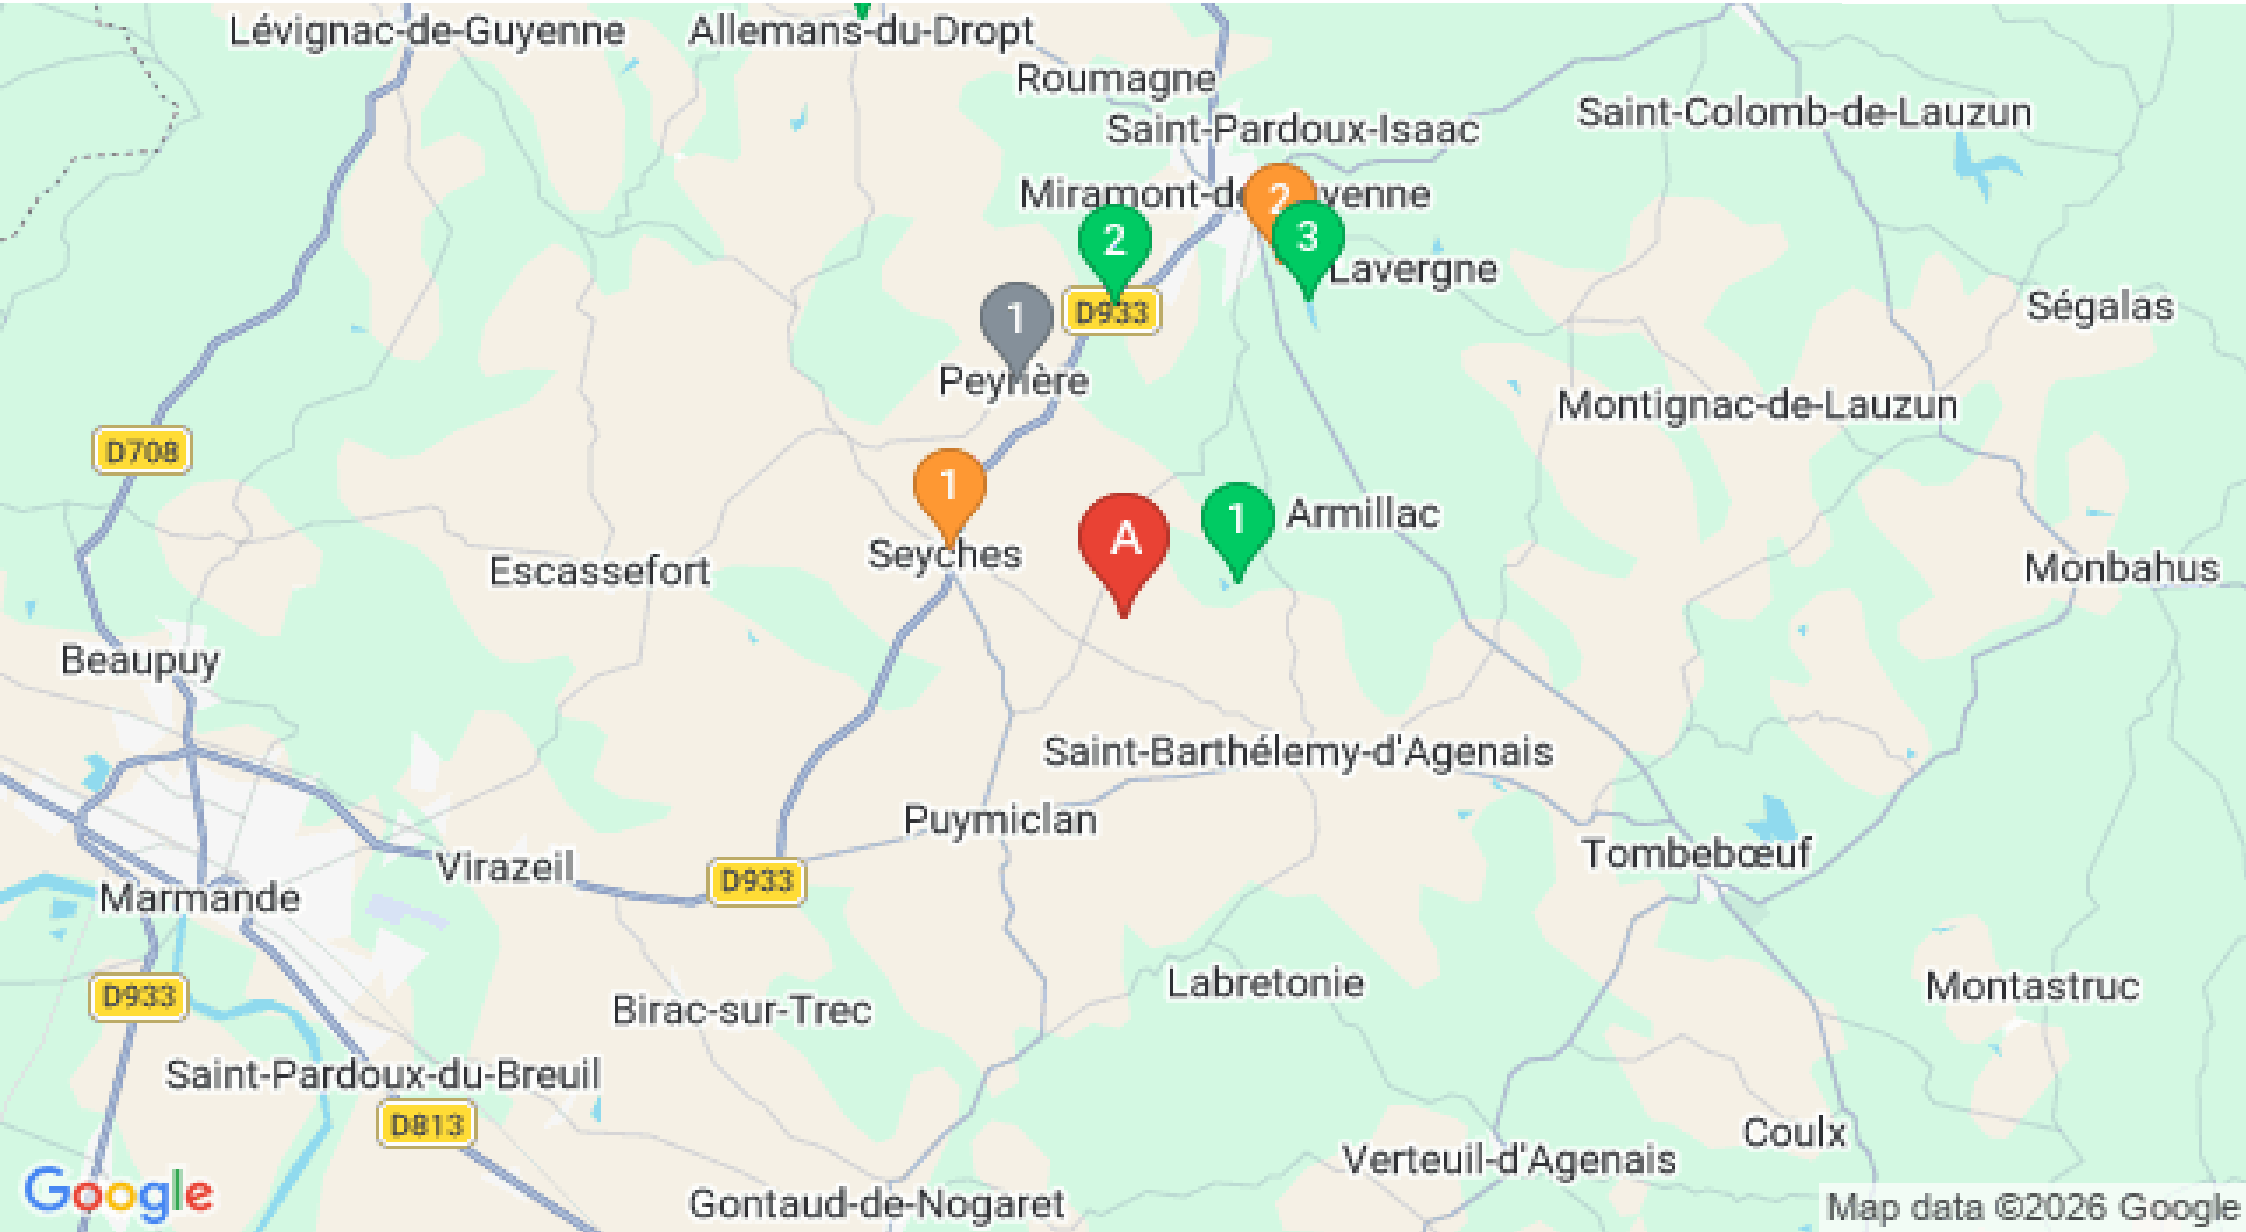 Lévignac-de-Guyenne
Allemans-du-Dropt
Roumagne
Saint-Colomb-de-Lauzun
Saint-Pardoux-Isaac
Miramont-de-Guyenne
2
2
3
Lavergne
Ségalas
D933
1
Peyrière
Montignac-de-Lauzun
D708
1
1
Armillac
A
Seyches
Escassefort
Monbahus
Beaupuy
Saint-Barthélemy-d'Agenais
Puymiclan
Tombebœuf
Virazeil
D933
Marmande
Labretonie
Montastruc
D933
Birac-sur-Trec
Saint-Pardoux-du-Breuil
D813
Coulx
Verteuil-d'Agenais
Google
Gontaud-de-Nogaret
Map data ©2026 Google